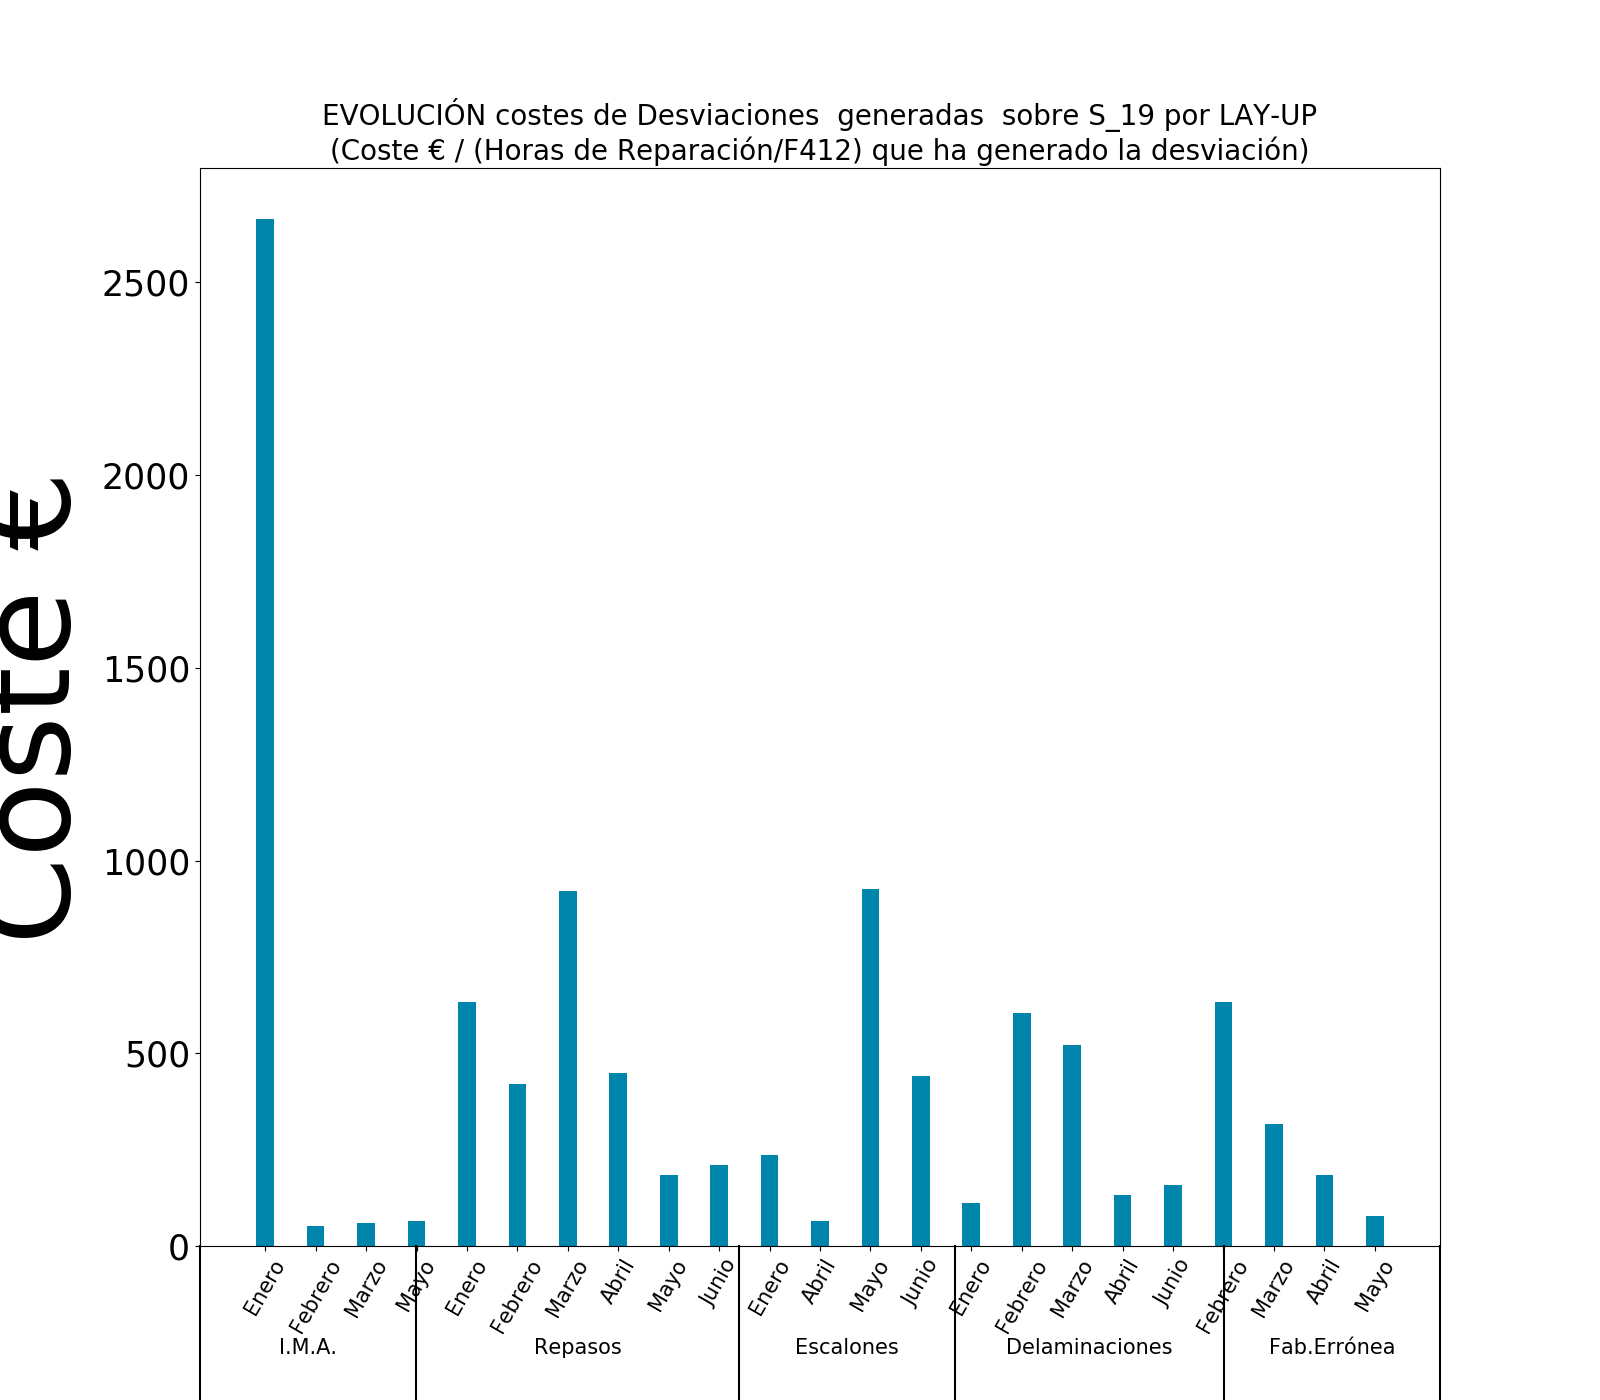 EVOLUCIÓN costes de Desviaciones  generadas  sobre S_19 por LAY-UP
(Coste € / (Horas de Reparación/F412) que ha generado la desviación)
Coste €
2500
2000
1500
1000
500
0
Enero Febrero Marzo Mayo Enero Febrero Marzo Abril Mayo Junio Enero Abril Mayo Junio Enero Febrero Marzo Abril Junio Febrero Marzo Abril Mayo
I.M.A. Repasos Escalones Delaminaciones Fab.Errónea